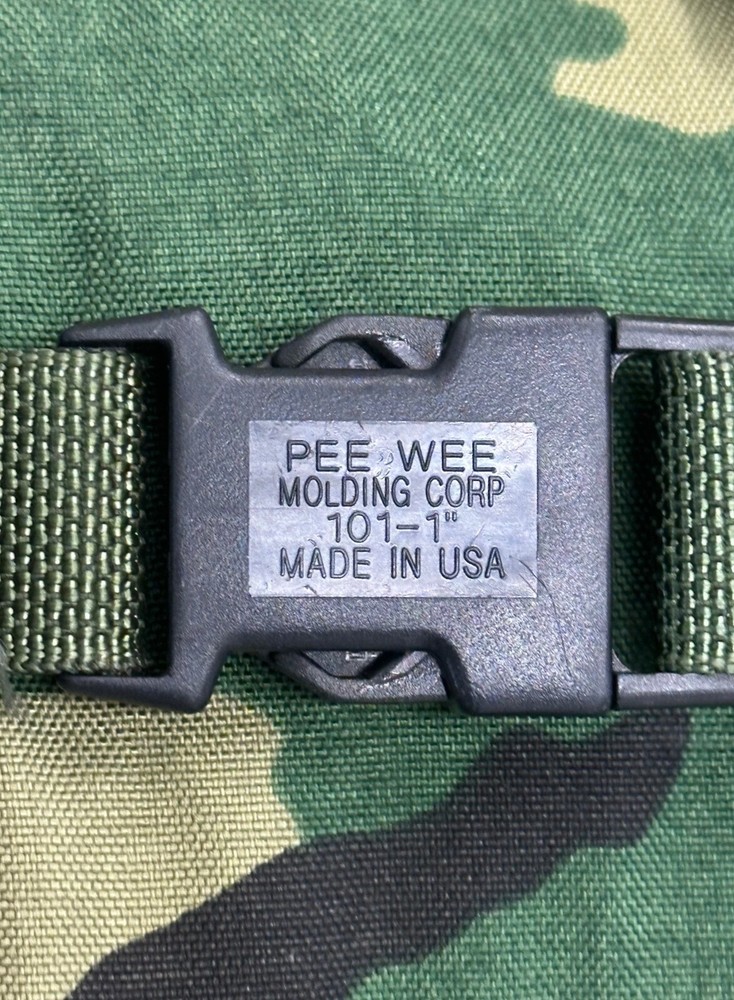 PEE WEE
MOLDING CORP
101-1"
MADE IN USA